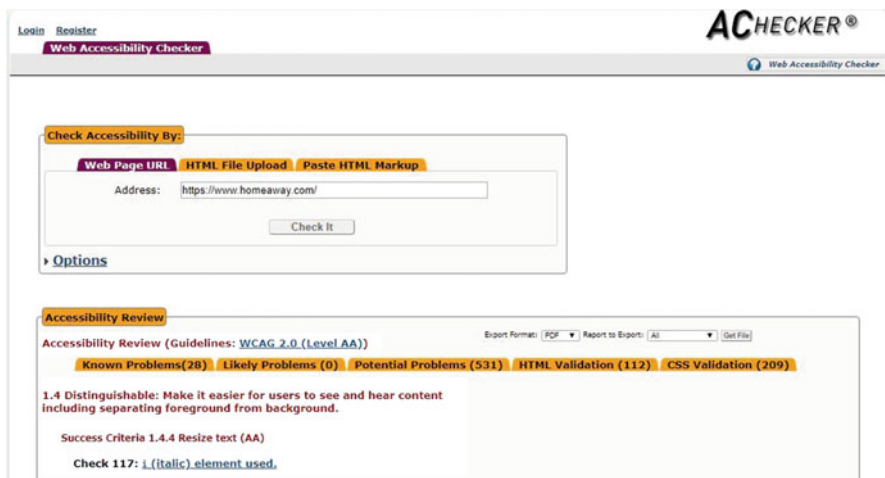 Login Register
ACHECKER®
Web Accessibility Checker
Web Accessibility Checker
Check Accessibility By:
Web Page URL HTML File Upload Paste HTML Markup
Address: https://www.homeaway.com/
Check It
Options
Accessibility Review
Export Format: PDF Report to Export: All Get File
Accessibility Review (Guidelines: WCAG 2.0 (Level AA))
Known Problems(28) Likely Problems (0) Potential Problems (531) HTML Validation (112) CSS Validation (209)
1.4 Distinguishable: Make it easier for users to see and hear content
including separating foreground from background.
Success Criteria 1.4.4 Resize text (AA)
Check 117: i (italic) element used.